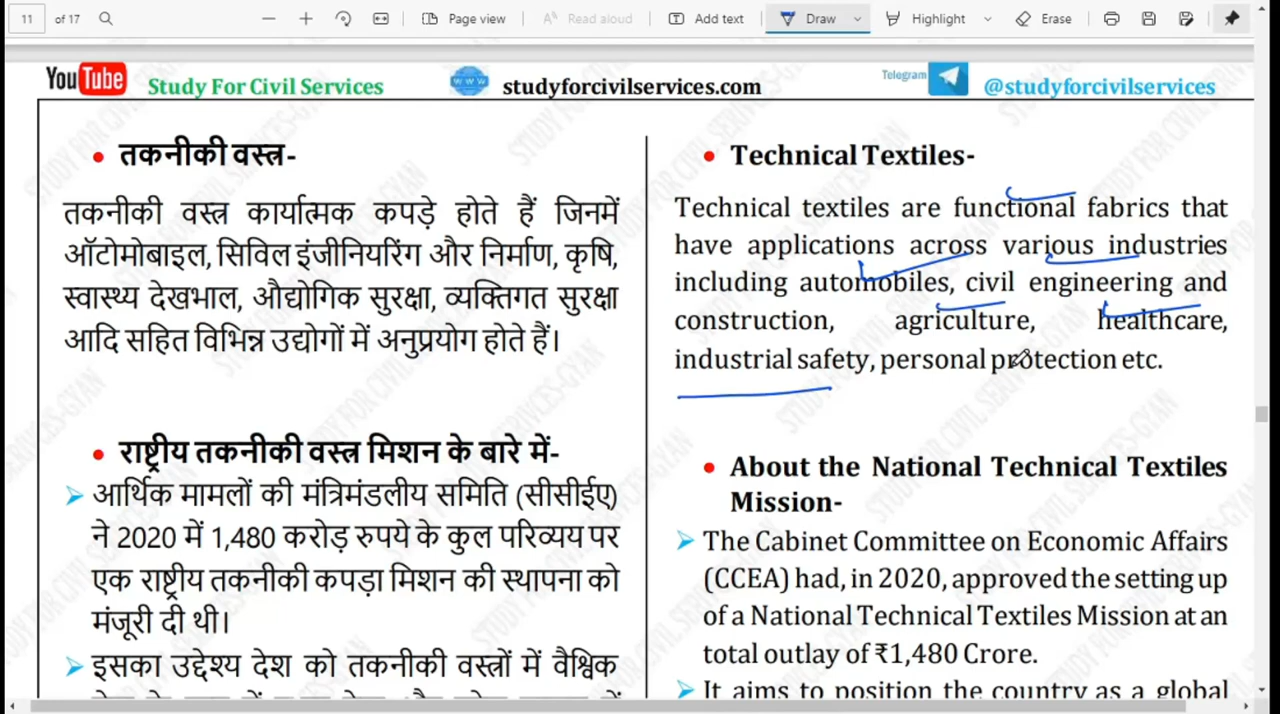 11 of 17
Page view
Read aloud
Add text
Draw
Highlight
Erase
YouTube Study For Civil Services
WWW studyforcivilservices.com
Telegram @studyforcivilservices
• तकनीकी वस्त्र-
तकनीकी वस्त्र कार्यात्मक कपड़े होते हैं जिनमें
ऑटोमोबाइल, सिविल इंजीनियरिंग और निर्माण, कृषि,
स्वास्थ्य देखभाल, औद्योगिक सुरक्षा, व्यक्तिगत सुरक्षा
आदि सहित विभिन्न उद्योगों में अनुप्रयोग होते हैं।
• राष्ट्रीय तकनीकी वस्त्र मिशन के बारे में-
➢ आर्थिक मामलों की मंत्रिमंडलीय समिति (सीसीईए)
ने 2020 में 1,480 करोड़ रुपये के कुल परिव्यय पर
एक राष्ट्रीय तकनीकी कपड़ा मिशन की स्थापना को
मंजूरी दी थी।
➢ इसका उद्देश्य देश को तकनीकी वस्त्रों में वैश्विक
• Technical Textiles-
Technical textiles are functional fabrics that
have applications across various industries
including automobiles, civil engineering and
construction, agriculture, healthcare,
industrial safety, personal protection etc.
• About the National Technical Textiles
Mission-
➢ The Cabinet Committee on Economic Affairs
(CCEA) had, in 2020, approved the setting up
of a National Technical Textiles Mission at an
total outlay of ₹1,480 Crore.
➢ It aims to position the country as a global
STUDY FOR CIVIL SERIVICES-GYAN